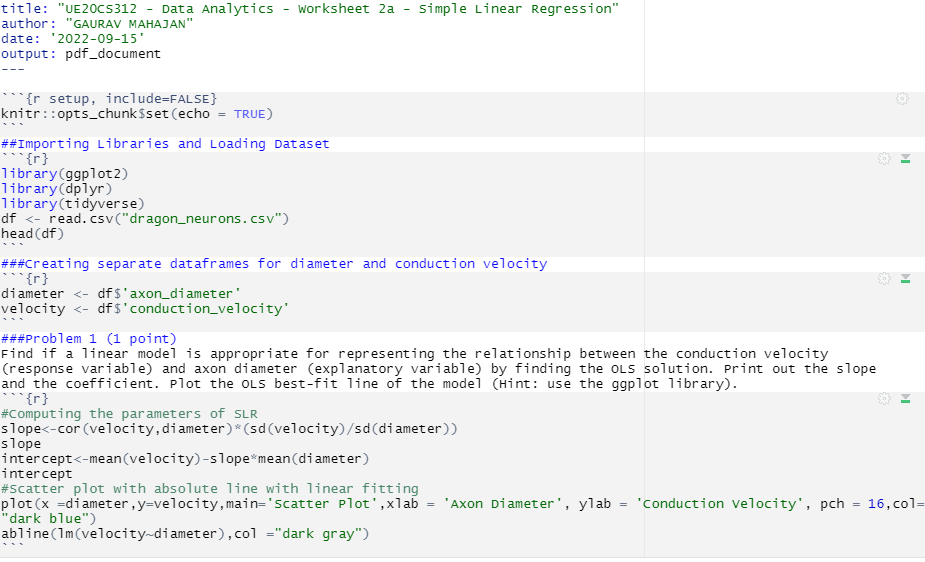 title: "UE20CS312 - Data Analytics - Worksheet 2a - Simple Linear Regression"
author: "GAURAV MAHAJAN"
date: '2022-09-15'
output: pdf_document
---
```{r setup, include=FALSE}
knitr::opts_chunk$set(echo = TRUE)
```
##Importing Libraries and Loading Dataset
```{r}
library(ggplot2)
library(dplyr)
library(tidyverse)
df <- read.csv("dragon_neurons.csv")
head(df)
```
###Creating separate dataframes for diameter and conduction velocity
```{r}
diameter <- df$'axon_diameter'
velocity <- df$'conduction_velocity'
```
###Problem 1 (1 point)
Find if a linear model is appropriate for representing the relationship between the conduction velocity
(response variable) and axon diameter (explanatory variable) by finding the OLS solution. Print out the slope
and the coefficient. Plot the OLS best-fit line of the model (Hint: use the ggplot library).
```{r}
#Computing the parameters of SLR
slope<-cor(velocity,diameter)*(sd(velocity)/sd(diameter))
slope
intercept<-mean(velocity)-slope*mean(diameter)
intercept
#Scatter plot with absolute line with linear fitting
plot(x =diameter,y=velocity,main='Scatter Plot',xlab = 'Axon Diameter', ylab = 'Conduction Velocity', pch = 16,col=
"dark blue")
abline(lm(velocity~diameter),col ="dark gray")
```